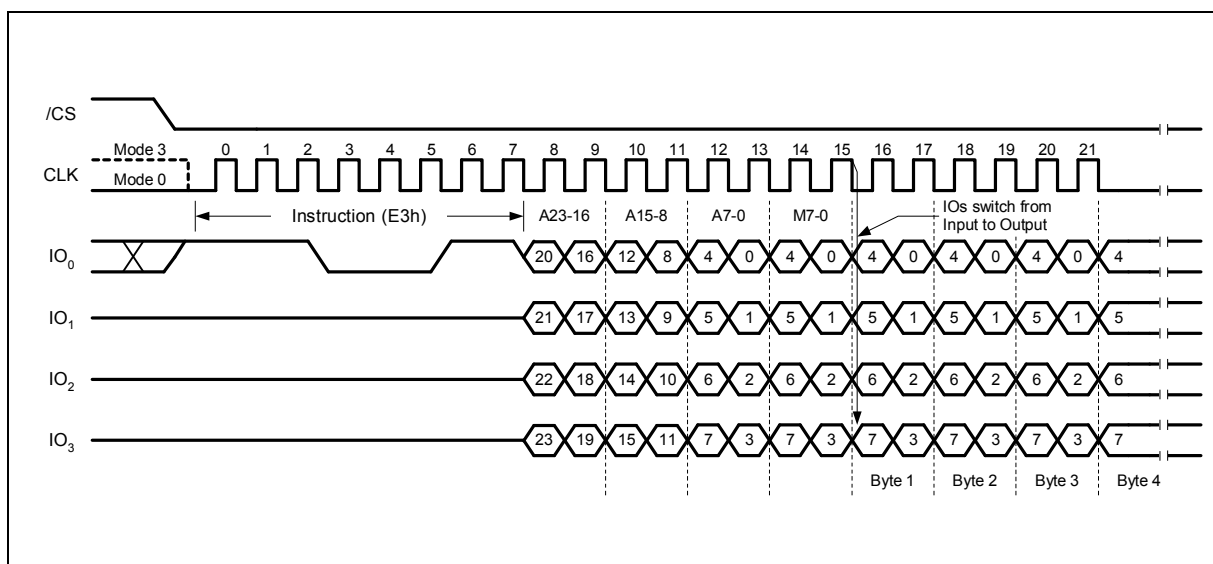 /CS
Mode 3
0 1 2 3 4 5 6 7 8 9 10 11 12 13 14 15 16 17 18 19 20 21
CLK
Mode 0
Instruction (E3h) A23-16 A15-8 A7-0 M7-0
IOs switch from
Input to Output
IO0 20 16 12 8 4 0 4 0 4 0 4 0 4 0 4
IO1 21 17 13 9 5 1 5 1 5 1 5 1 5 1 5
IO2 22 18 14 10 6 2 6 2 6 2 6 2 6 2 6
IO3 23 19 15 11 7 3 7 3 7 3 7 3 7 3 7
Byte 1 Byte 2 Byte 3 Byte 4